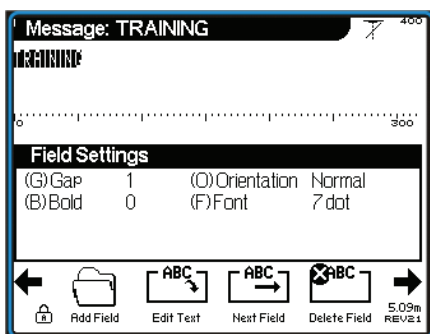 Message: TRAINING
400
TRAINING
0 300
Field Settings
(G) Gap 1 (O) Orientation Normal
(B) Bold 0 (F) Font 7 dot
ABC ABC ABC
Add Field Edit Text Next Field Delete Field
5.09m
REV21